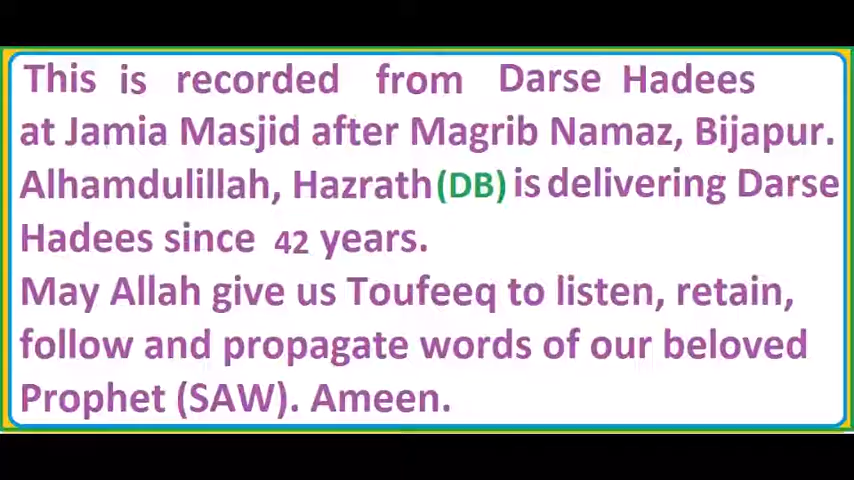 This is recorded from Darse Hadees
at Jamia Masjid after Magrib Namaz, Bijapur.
Alhamdulillah, Hazrath(DB) is delivering Darse
Hadees since 42 years.
May Allah give us Toufeeq to listen, retain,
follow and propagate words of our beloved
Prophet (SAW). Ameen.